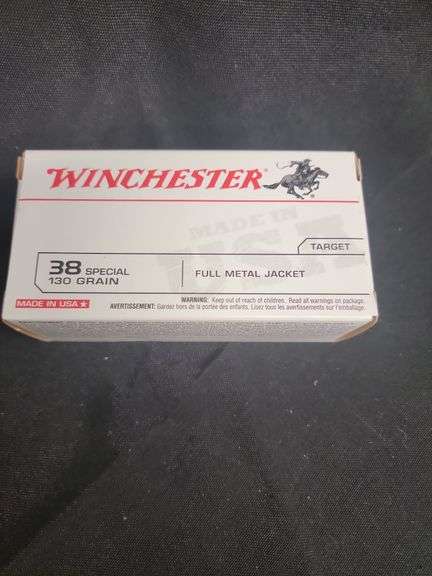 WINCHESTER
MADE IN
USA
TARGET
38 SPECIAL
130 GRAIN
FULL METAL JACKET
MADE IN USA
WARNING: Keep out of reach of children. Read all warnings on package.
AVERTISSEMENT: Gardez hors de la portée des enfants. Lisez tous les avertissements sur l'emballage.